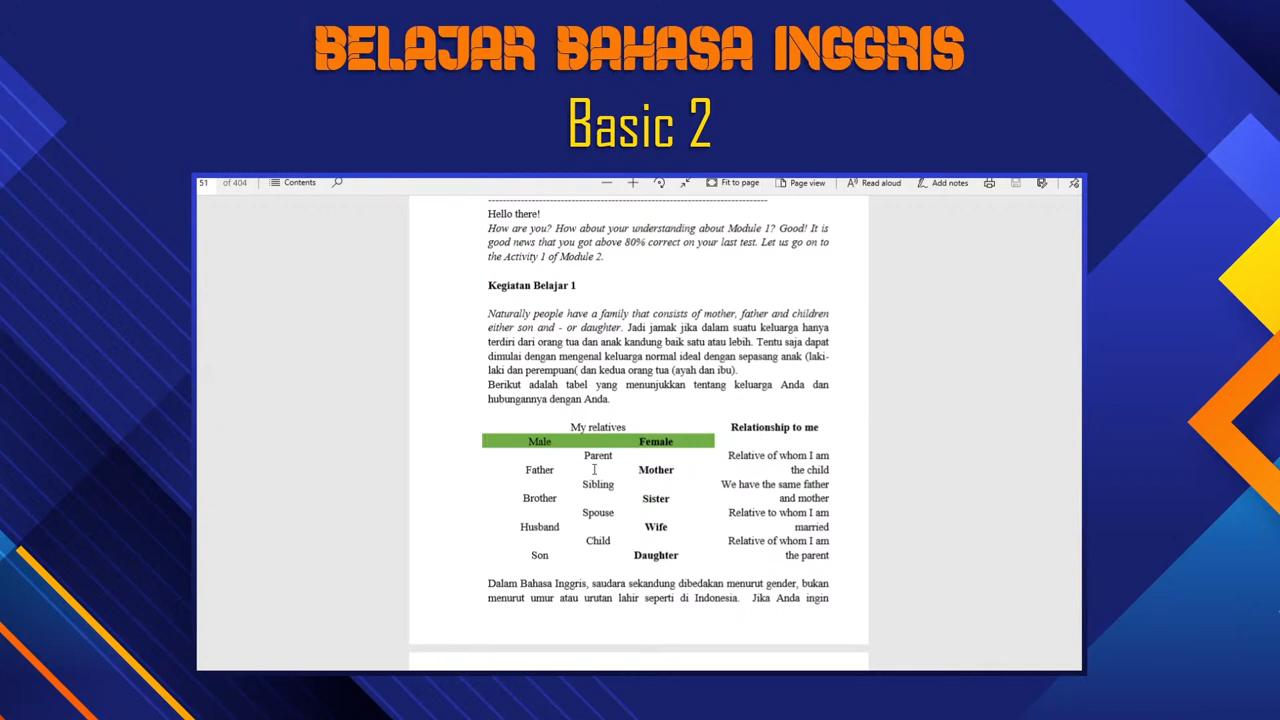 BELAJAR BAHASA INGGRIS
Basic 2
51 of 404 Contents Fit to page Page view Read aloud Add notes
Hello there!
How are you? How about your understanding about Module 1? Good! It is
good news that you got above 80% correct on your last test. Let us go on to
the Activity 1 of Module 2.
Kegiatan Belajar 1
Naturally people have a family that consists of mother, father and children
either son and - or daughter. Jadi jamak jika dalam suatu keluarga hanya
terdiri dari orang tua dan anak kandung baik satu atau lebih. Tentu saja dapat
dimulai dengan mengenal keluarga normal ideal dengan sepasang anak (laki-
laki dan perempuan( dan kedua orang tua (ayah dan ibu).
Berikut adalah tabel yang menunjukkan tentang keluarga Anda dan
hubungannya dengan Anda.
My relatives Relationship to me
Male Female
Parent Relative of whom I am
Father Mother the child
Sibling We have the same father
Brother Sister and mother
Spouse Relative to whom I am
Husband Wife married
Child Relative of whom I am
Son Daughter the parent
Dalam Bahasa Inggris, saudara sekandung dibedakan menurut gender, bukan
menurut umur atau urutan lahir seperti di Indonesia. Jika Anda ingin